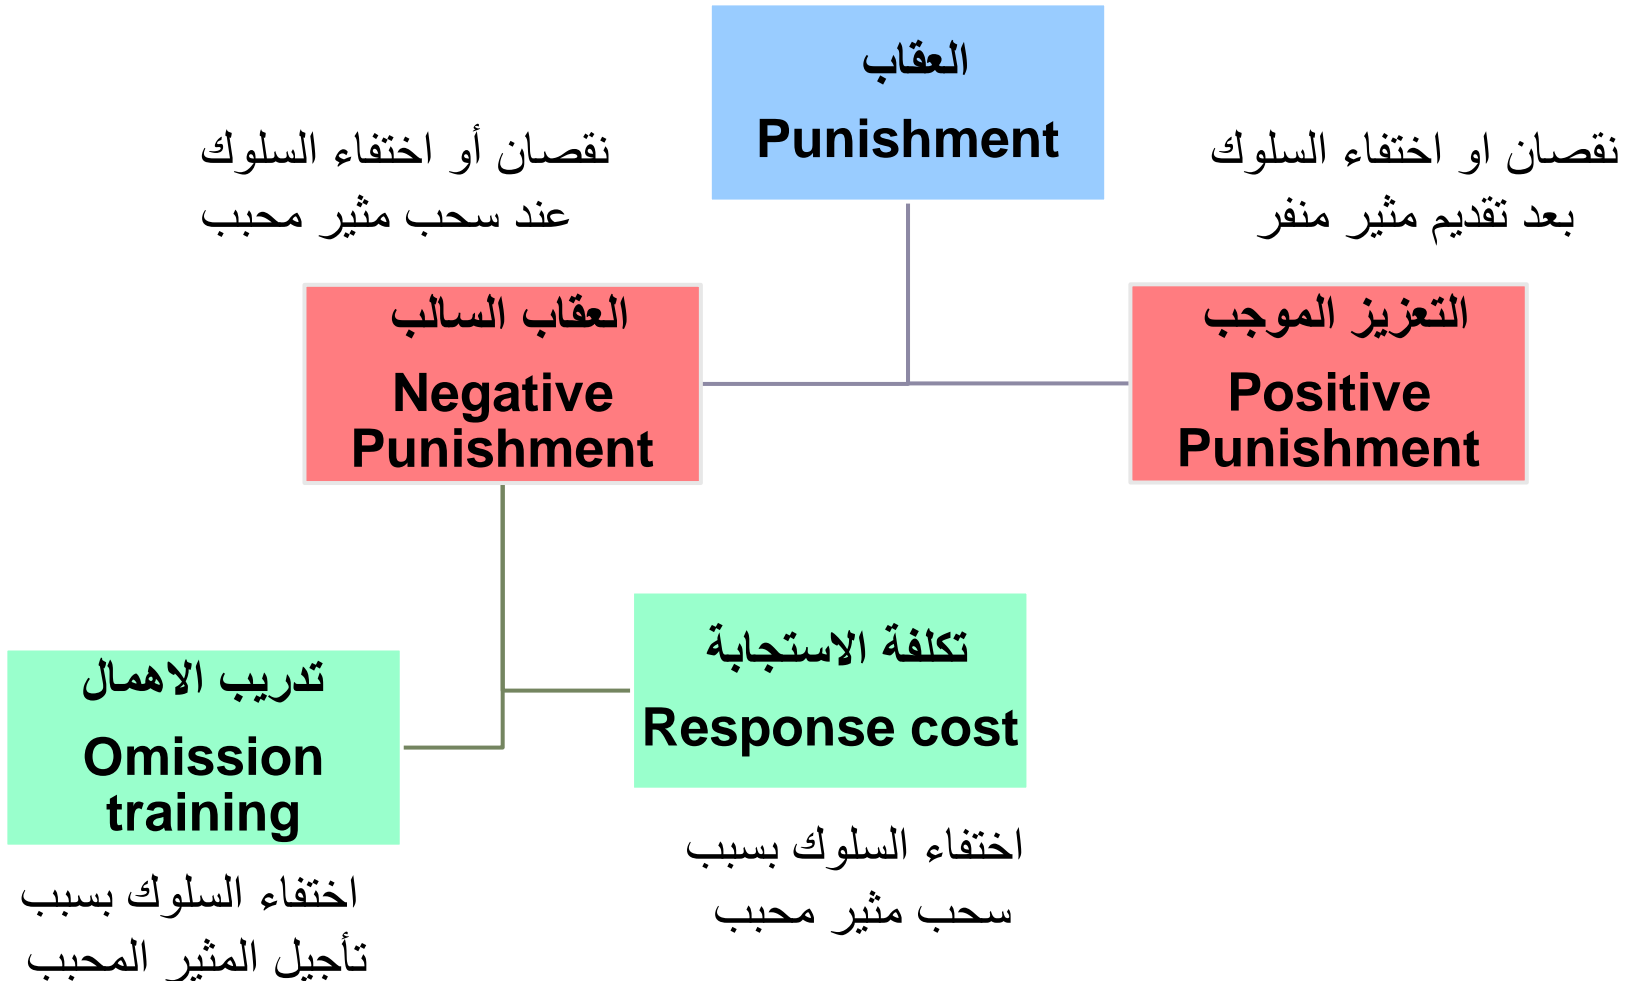 العقاب
Punishment
نقصان او اختفاء السلوك
بعد تقديم مثير منفر
نقصان أو اختفاء السلوك
عند سحب مثير محبب
التعزيز الموجب
Positive
Punishment
العقاب السالب
Negative
Punishment
تكلفة الاستجابة
Response cost
اختفاء السلوك بسبب
سحب مثير محبب
تدريب الاهمال
Omission
training
اختفاء السلوك بسبب
تأجيل المثير المحبب